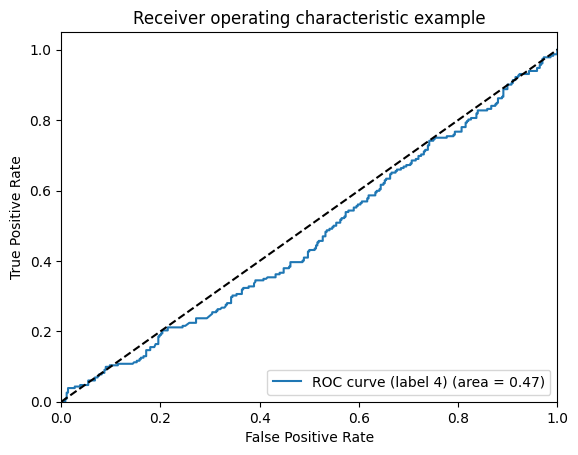 Receiver operating characteristic example
True Positive Rate
1.0
0.8
0.6
0.4
0.2
0.0
ROC curve (label 4) (area = 0.47)
0.0 0.2 0.4 0.6 0.8 1.0
False Positive Rate